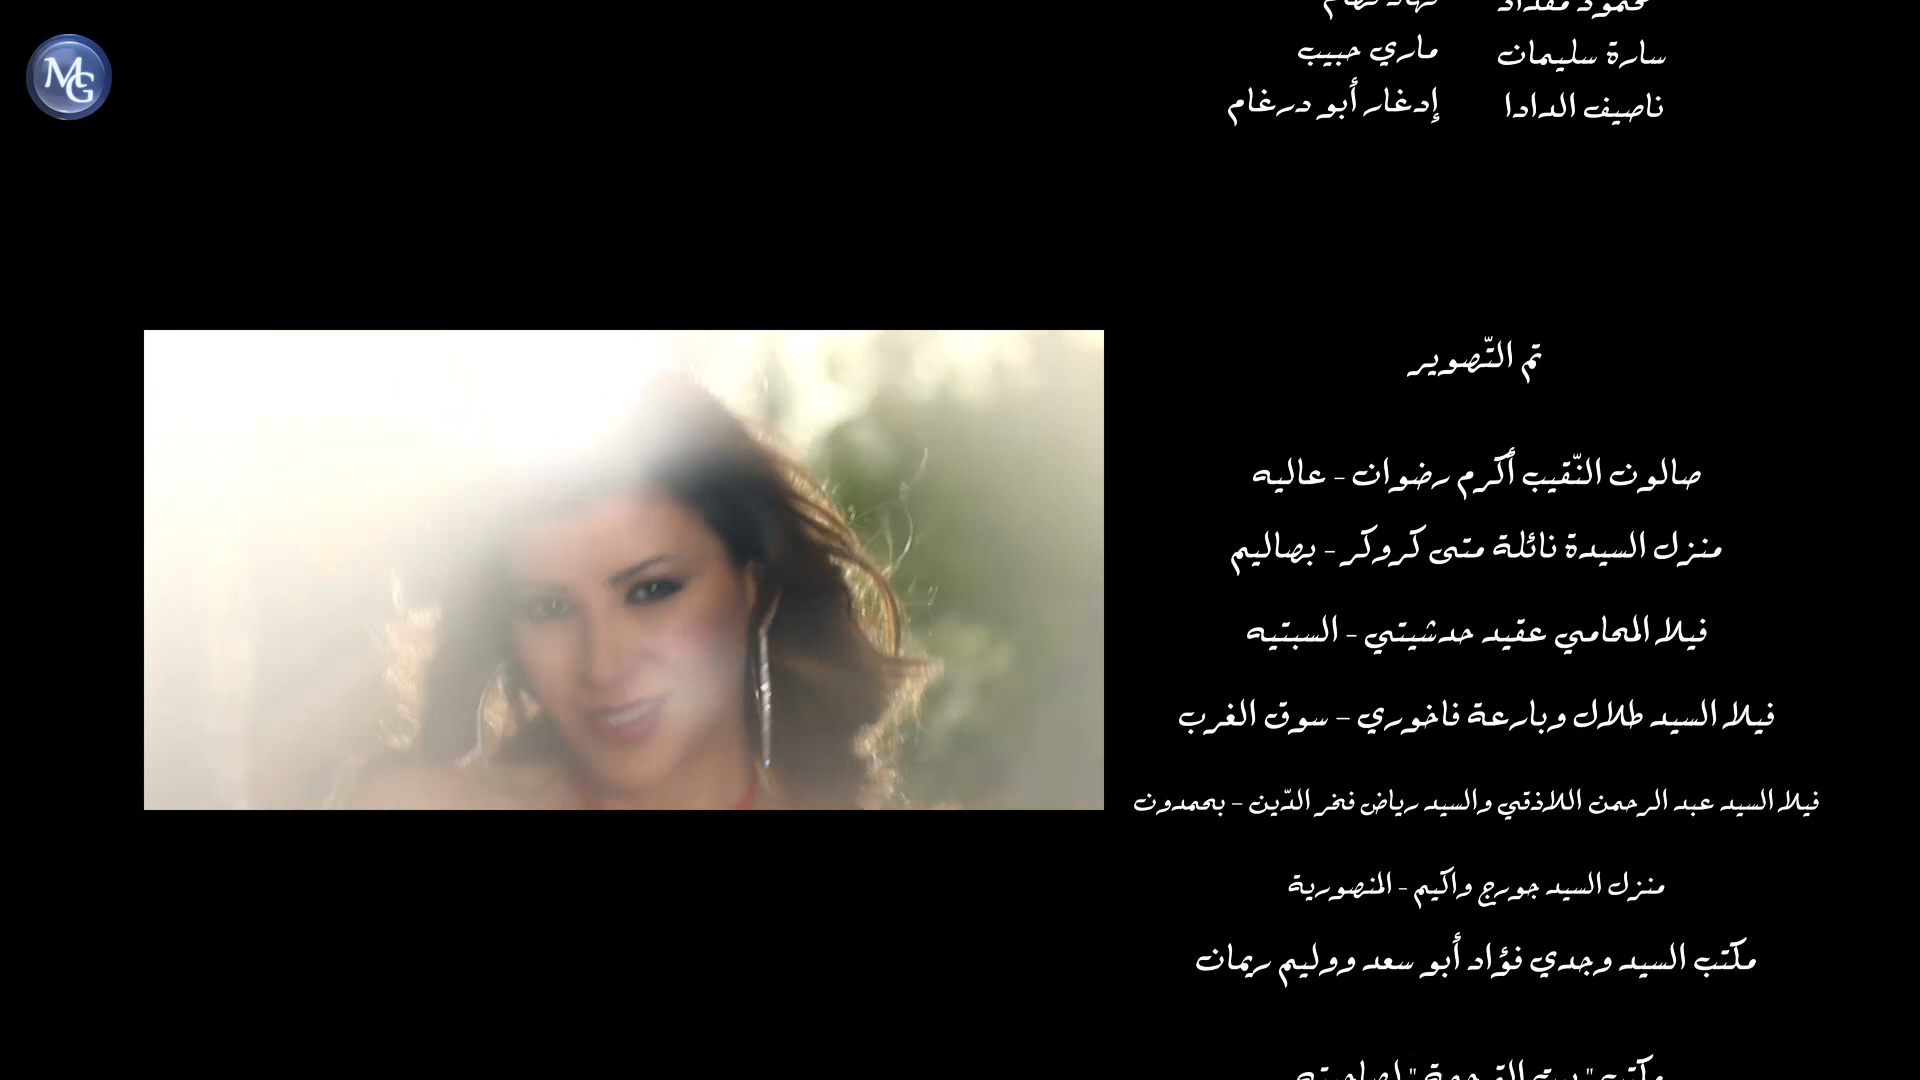 MG
محمود مقداد
سارة سليمان ماري حبيب
ناصيف الدادا إدغار أبو درغام
تم التّصوير
صالون النّقيب أكرم رضوان - عاليه
منزل السيدة نائلة متى كروكر - بصاليم
فيلا المحامي عقيد حدشيتي - السبتيه
فيلا السيد طلال وبارعة فاخوري - سوق الغرب
فيلا السيد عبد الرحمن اللاذقي والسيد رياض فخر الدّين - بحمدون
منزل السيد جورج واكيم - المنصورية
مكتب السيد وجدي فؤاد أبو سعد ووليم ريمان